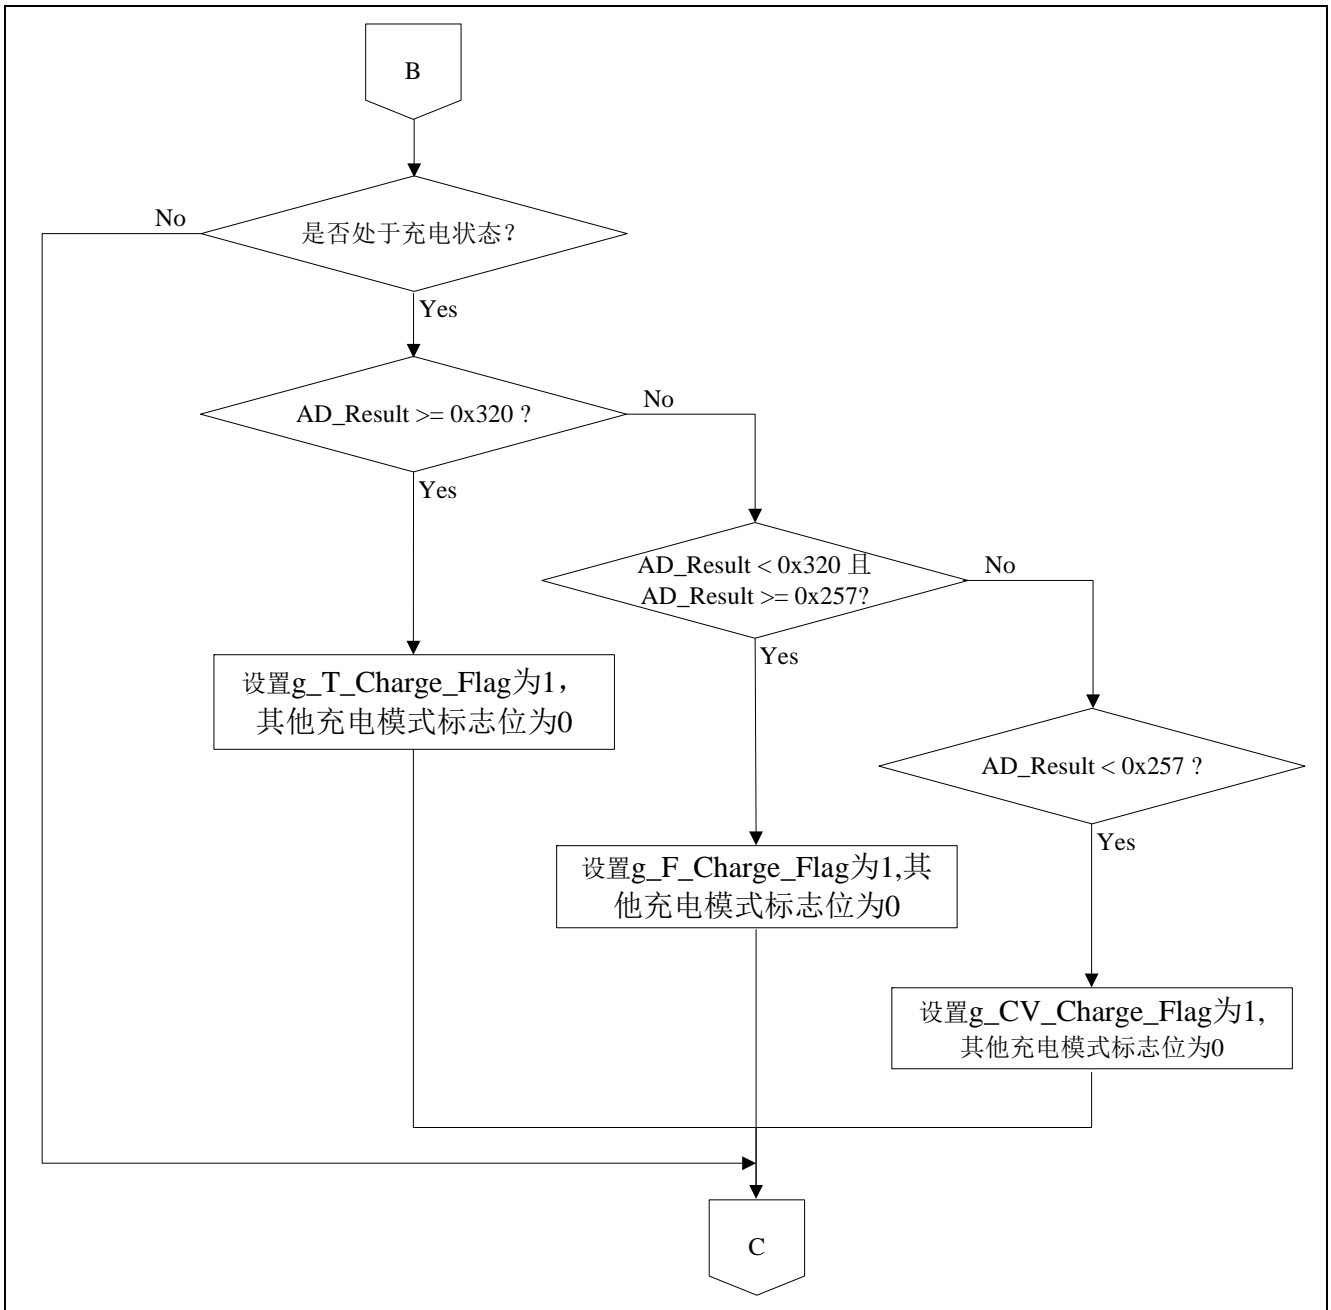 B
No
是否处于充电状态？
Yes
AD_Result >= 0x320 ?
No
Yes
AD_Result < 0x320 且
AD_Result >= 0x257?
No
Yes
设置g_T_Charge_Flag为1，
其他充电模式标志位为0
AD_Result < 0x257 ?
Yes
设置g_F_Charge_Flag为1,其
他充电模式标志位为0
设置g_CV_Charge_Flag为1,
其他充电模式标志位为0
C